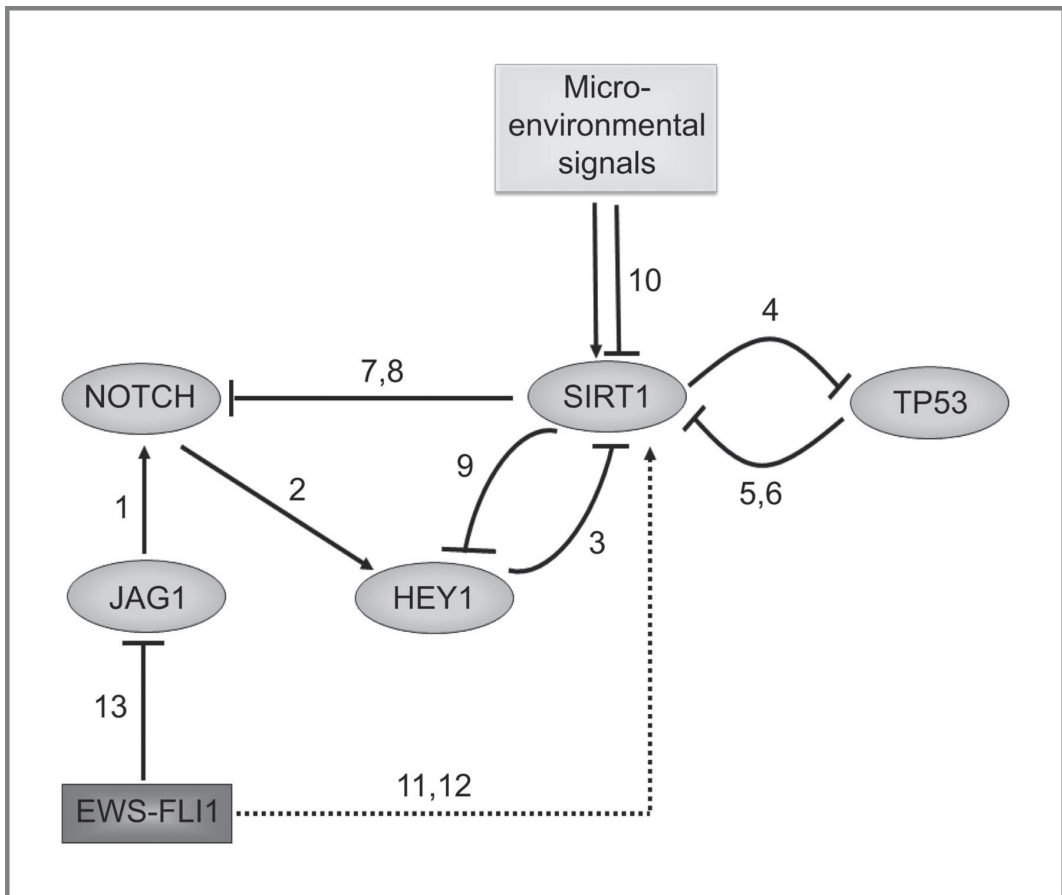 Micro-
environmental
signals
10
4
7,8
NOTCH
SIRT1
TP53
9
5,6
2
1
3
JAG1
HEY1
13
11,12
EWS-FLI1